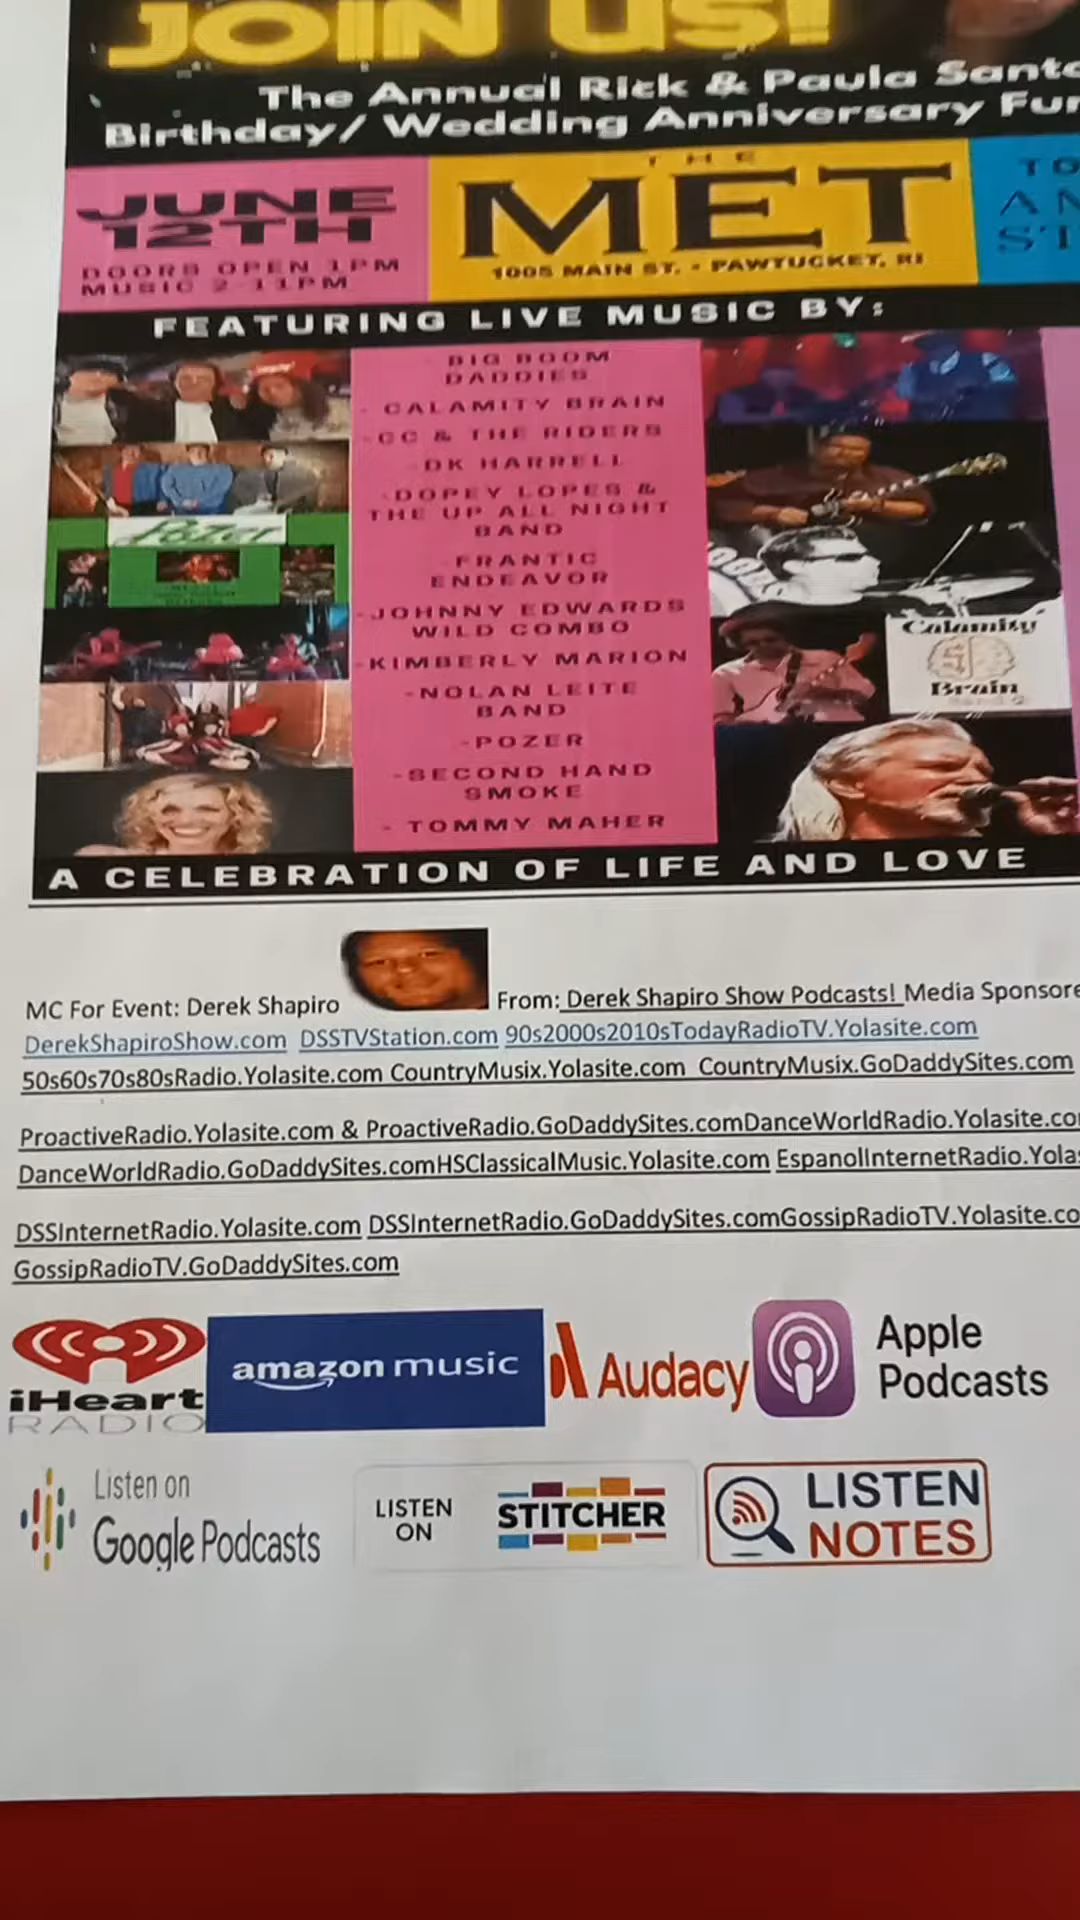 JOIN US!
The Annual Rick & Paula
Birthday/ Wedding Anniversary
JUNE
12TH
DOORS OPEN 1PM
MUSIC 2-11PM
THE
MET
1005 MAIN ST. - PAWTUCKET, RI
FEATURING LIVE MUSIC BY:
- BIG BOOM
DADDIES
- CALAMITY BRAIN
- CC & THE RIDERS
- DK HARRELL
- DOPEY LOPES &
THE UP ALL NIGHT
BAND
- FRANTIC
ENDEAVOR
- JOHNNY EDWARDS
WILD COMBO
- KIMBERLY MARION
- NOLAN LEITE
BAND
- POZER
- SECOND HAND
SMOKE
- TOMMY MAHER
Pozer
Calamity
Brain
A CELEBRATION OF LIFE AND LOVE
MC For Event: Derek Shapiro From: Derek Shapiro Show Podcasts! Media
DerekShapiroShow.com DSSTVStation.com 90s2000s2010sTodayRadioTV.Yolasite.com
50s60s70s80sRadio.Yolasite.com CountryMusix.Yolasite.com CountryMusix.GoDaddySites.com
ProactiveRadio.Yolasite.com & ProactiveRadio.GoDaddySites.comDanceWorldRadio.Yolasite.co
DanceWorldRadio.GoDaddySites.comHSClassicalMusic.Yolasite.com EspanolInternetRadio.Yola
DSSInternetRadio.Yolasite.com DSSInternetRadio.GoDaddySites.comGossipRadioTV.Yolasite.co
GossipRadioTV.GoDaddySites.com
iHeart
RADIO
amazon music
Audacy
Apple
Podcasts
Listen on
Google Podcasts
LISTEN
ON
STITCHER
LISTEN
NOTES